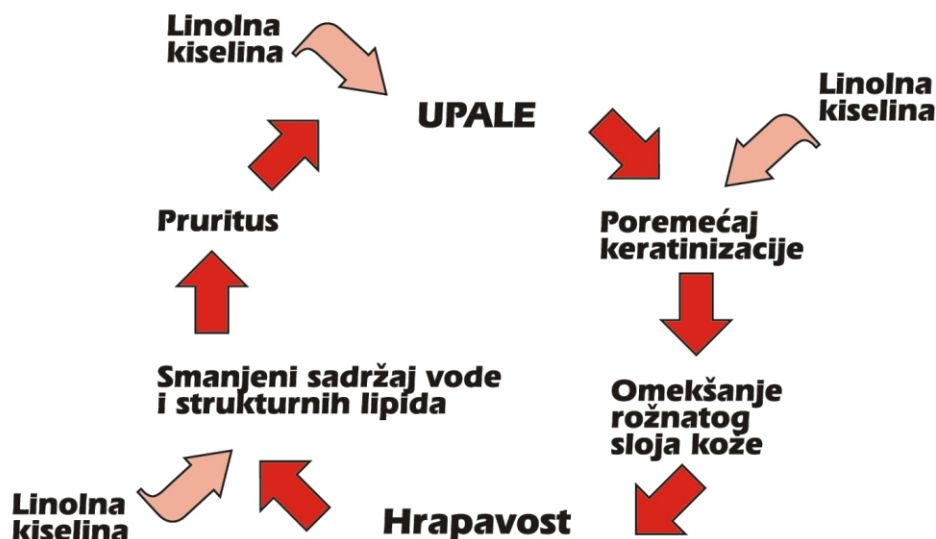 Linolna
kiselina
UPALE
Linolna
kiselina
Pruritus
Poremećaj
keratinizacije
Smanjeni sadržaj vode
i strukturnih lipida
Omekšanje
rožnatog
sloja kože
Linolna
kiselina
Hrapavost